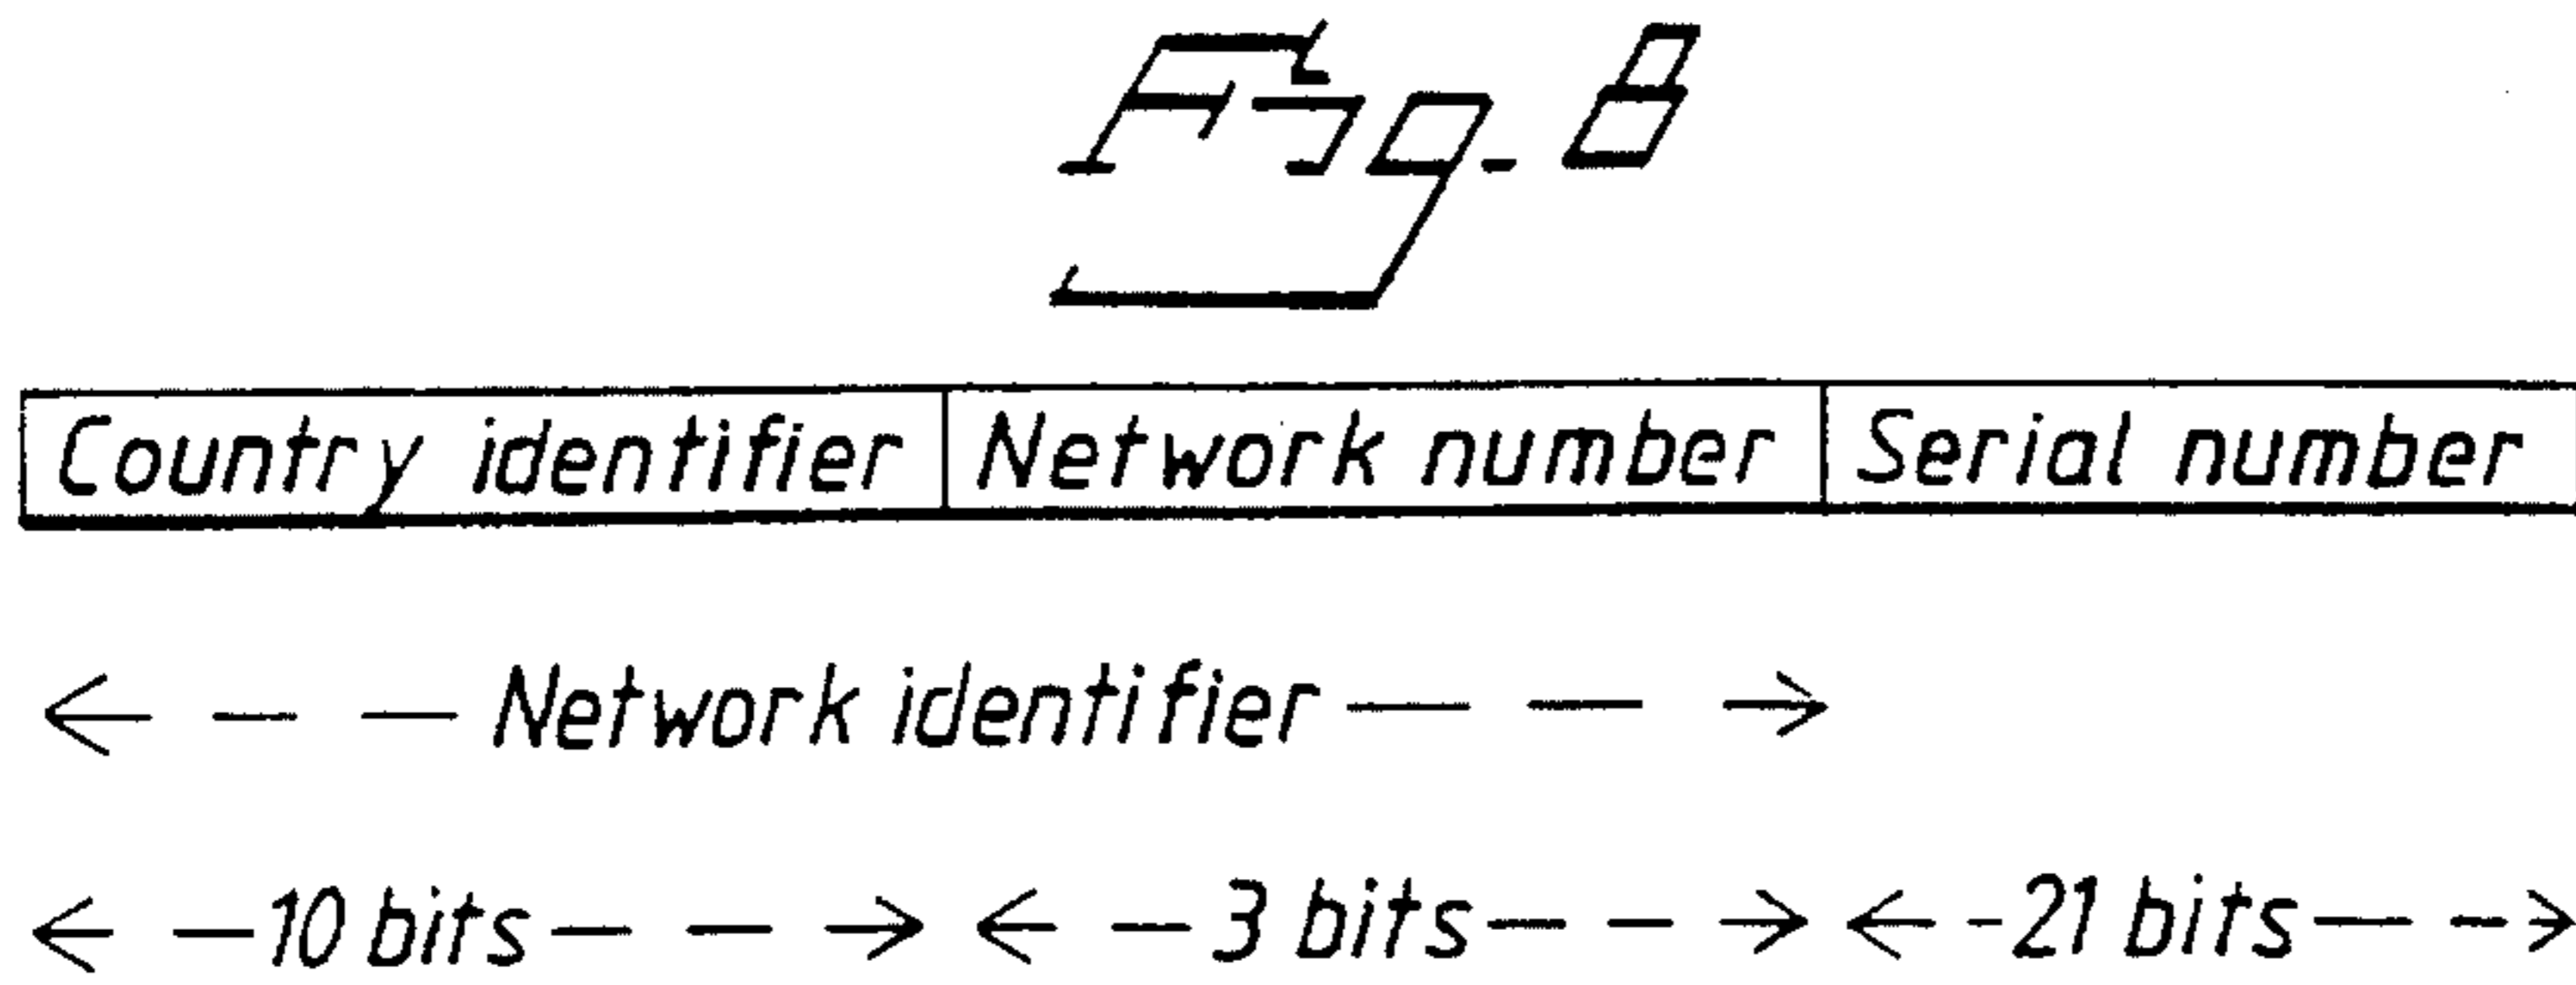 Fig. 8
Country identifier Network number Serial number
Network identifier
10 bits 3 bits 21 bits